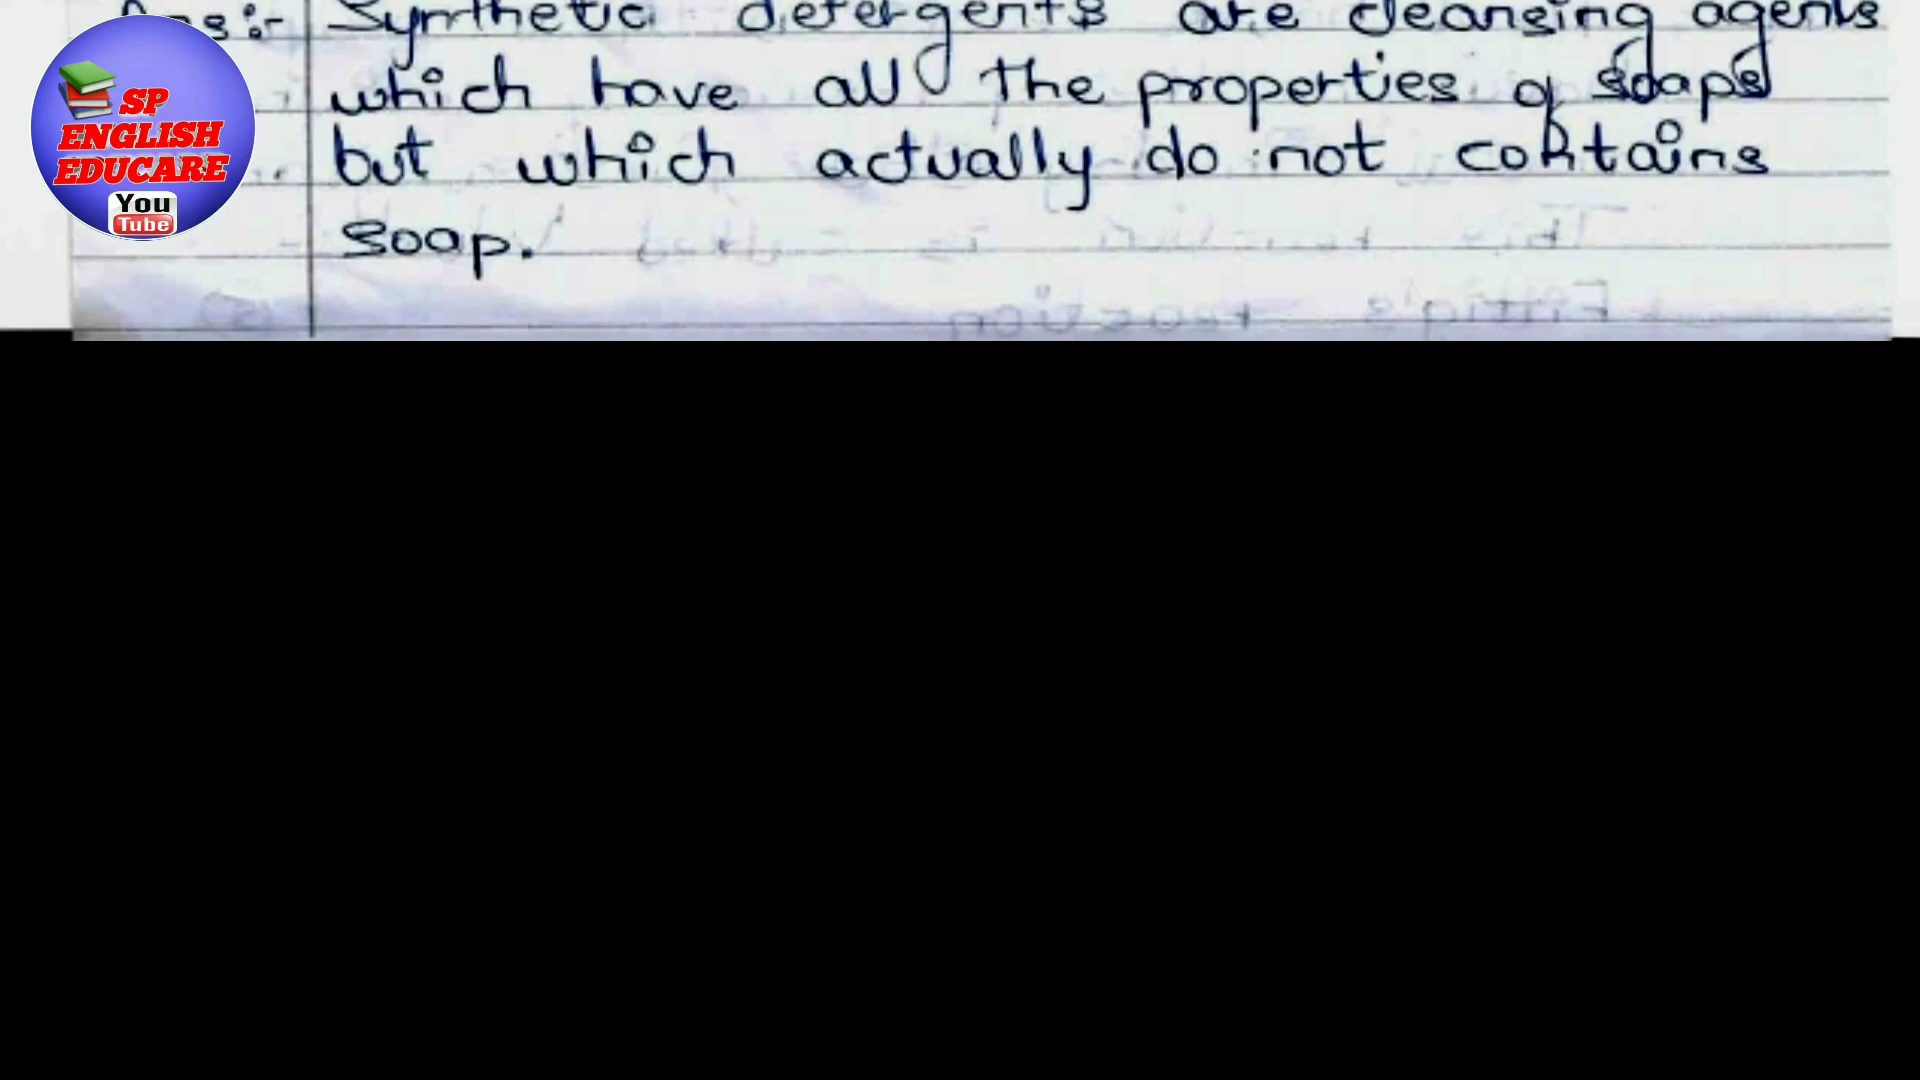 SP
ENGLISH
EDUCARE
You
Tube
Ans:- Synthetic detergents are cleansing agents
which have all the properties of soaps
but which actually do not contains
soap.